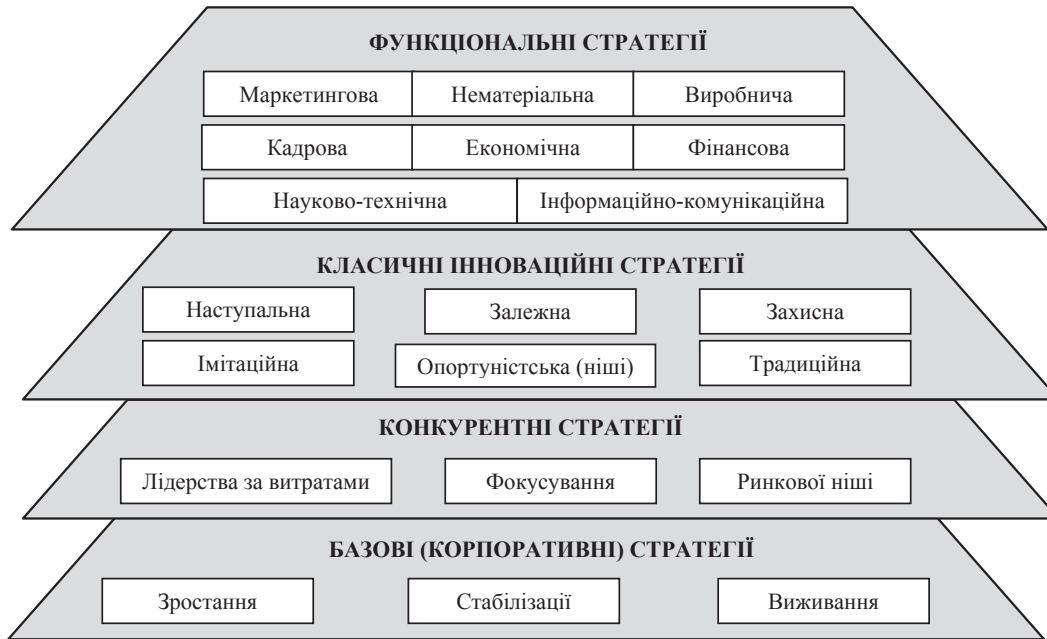 ФУНКЦІОНАЛЬНІ СТРАТЕГІЇ
Маркетингова Нематеріальна Виробнича
Кадрова Економічна Фінансова
Науково-технічна Інформаційно-комунікаційна
КЛАСИЧНІ ІННОВАЦІЙНІ СТРАТЕГІЇ
Наступальна Залежна Захисна
Імітаційна Опортуністська (ніші) Традиційна
КОНКУРЕНТНІ СТРАТЕГІЇ
Лідерства за витратами Фокусування Ринкової ніші
БАЗОВІ (КОРПОРАТИВНІ) СТРАТЕГІЇ
Зростання Стабілізації Виживання